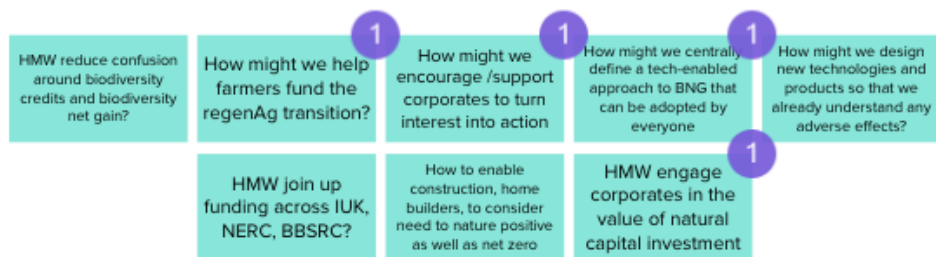 HMW reduce confusion
around biodiversity
credits and biodiversity
net gain?
1
How might we help
farmers fund the
regenAg transition?
1
How might we
encourage /support
corporates to turn
interest into action
1
How might we centrally
define a tech-enabled
approach to BNG that
can be adopted by
everyone
How might we design
new technologies and
products so that we
already understand any
adverse effects?
HMW join up
funding across IUK,
NERC, BBSRC?
How to enable
construction, home
builders, to consider
need to nature positive
as well as net zero
1
HMW engage
corporates in the
value of natural
capital investment